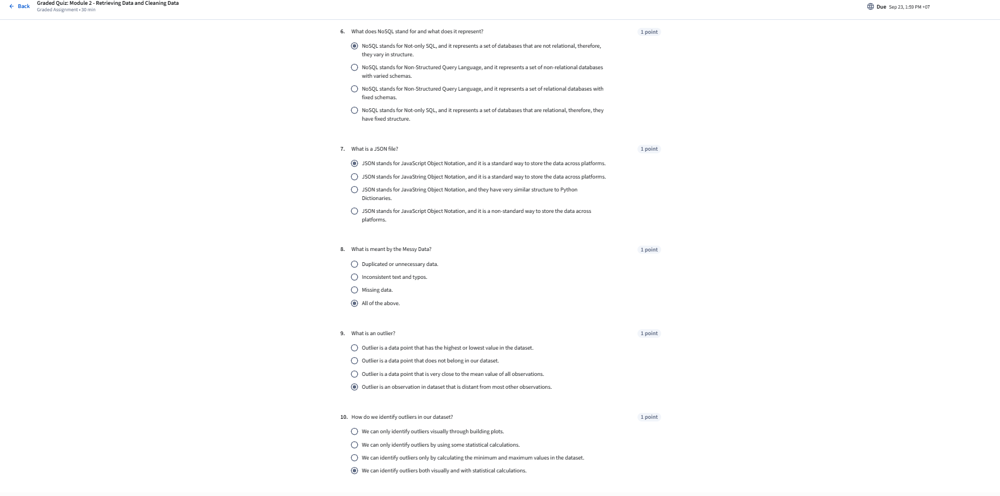 Back
Graded Quiz: Module 2 - Retrieving Data and Cleaning Data
Graded Assignment • 30 min
Due Sep 23, 1:59 PM +07
6. What does NoSQL stand for and what does it represent?
1 point
NoSQL stands for Not-only SQL, and it represents a set of databases that are not relational, therefore,
they vary in structure.
NoSQL stands for Non-Structured Query Language, and it represents a set of non-relational databases
with varied schemas.
NoSQL stands for Non-Structured Query Language, and it represents a set of relational databases with
fixed schemas.
NoSQL stands for Not-only SQL, and it represents a set of databases that are relational, therefore, they
have fixed structure.
7. What is a JSON file?
1 point
JSON stands for JavaScript Object Notation, and it is a standard way to store the data across platforms.
JSON stands for JavaString Object Notation, and it is a standard way to store the data across platforms.
JSON stands for JavaString Object Notation, and they have very similar structure to Python
Dictionaries.
JSON stands for JavaScript Object Notation, and it is a non-standard way to store the data across
platforms.
8. What is meant by the Messy Data?
1 point
Duplicated or unnecessary data.
Inconsistent text and typos.
Missing data.
All of the above.
9. What is an outlier?
1 point
Outlier is a data point that has the highest or lowest value in the dataset.
Outlier is a data point that does not belong in our dataset.
Outlier is a data point that is very close to the mean value of all observations.
Outlier is an observation in dataset that is distant from most other observations.
10. How do we identify outliers in our dataset?
1 point
We can only identify outliers visually through building plots.
We can only identify outliers by using some statistical calculations.
We can identify outliers only by calculating the minimum and maximum values in the dataset.
We can identify outliers both visually and with statistical calculations.